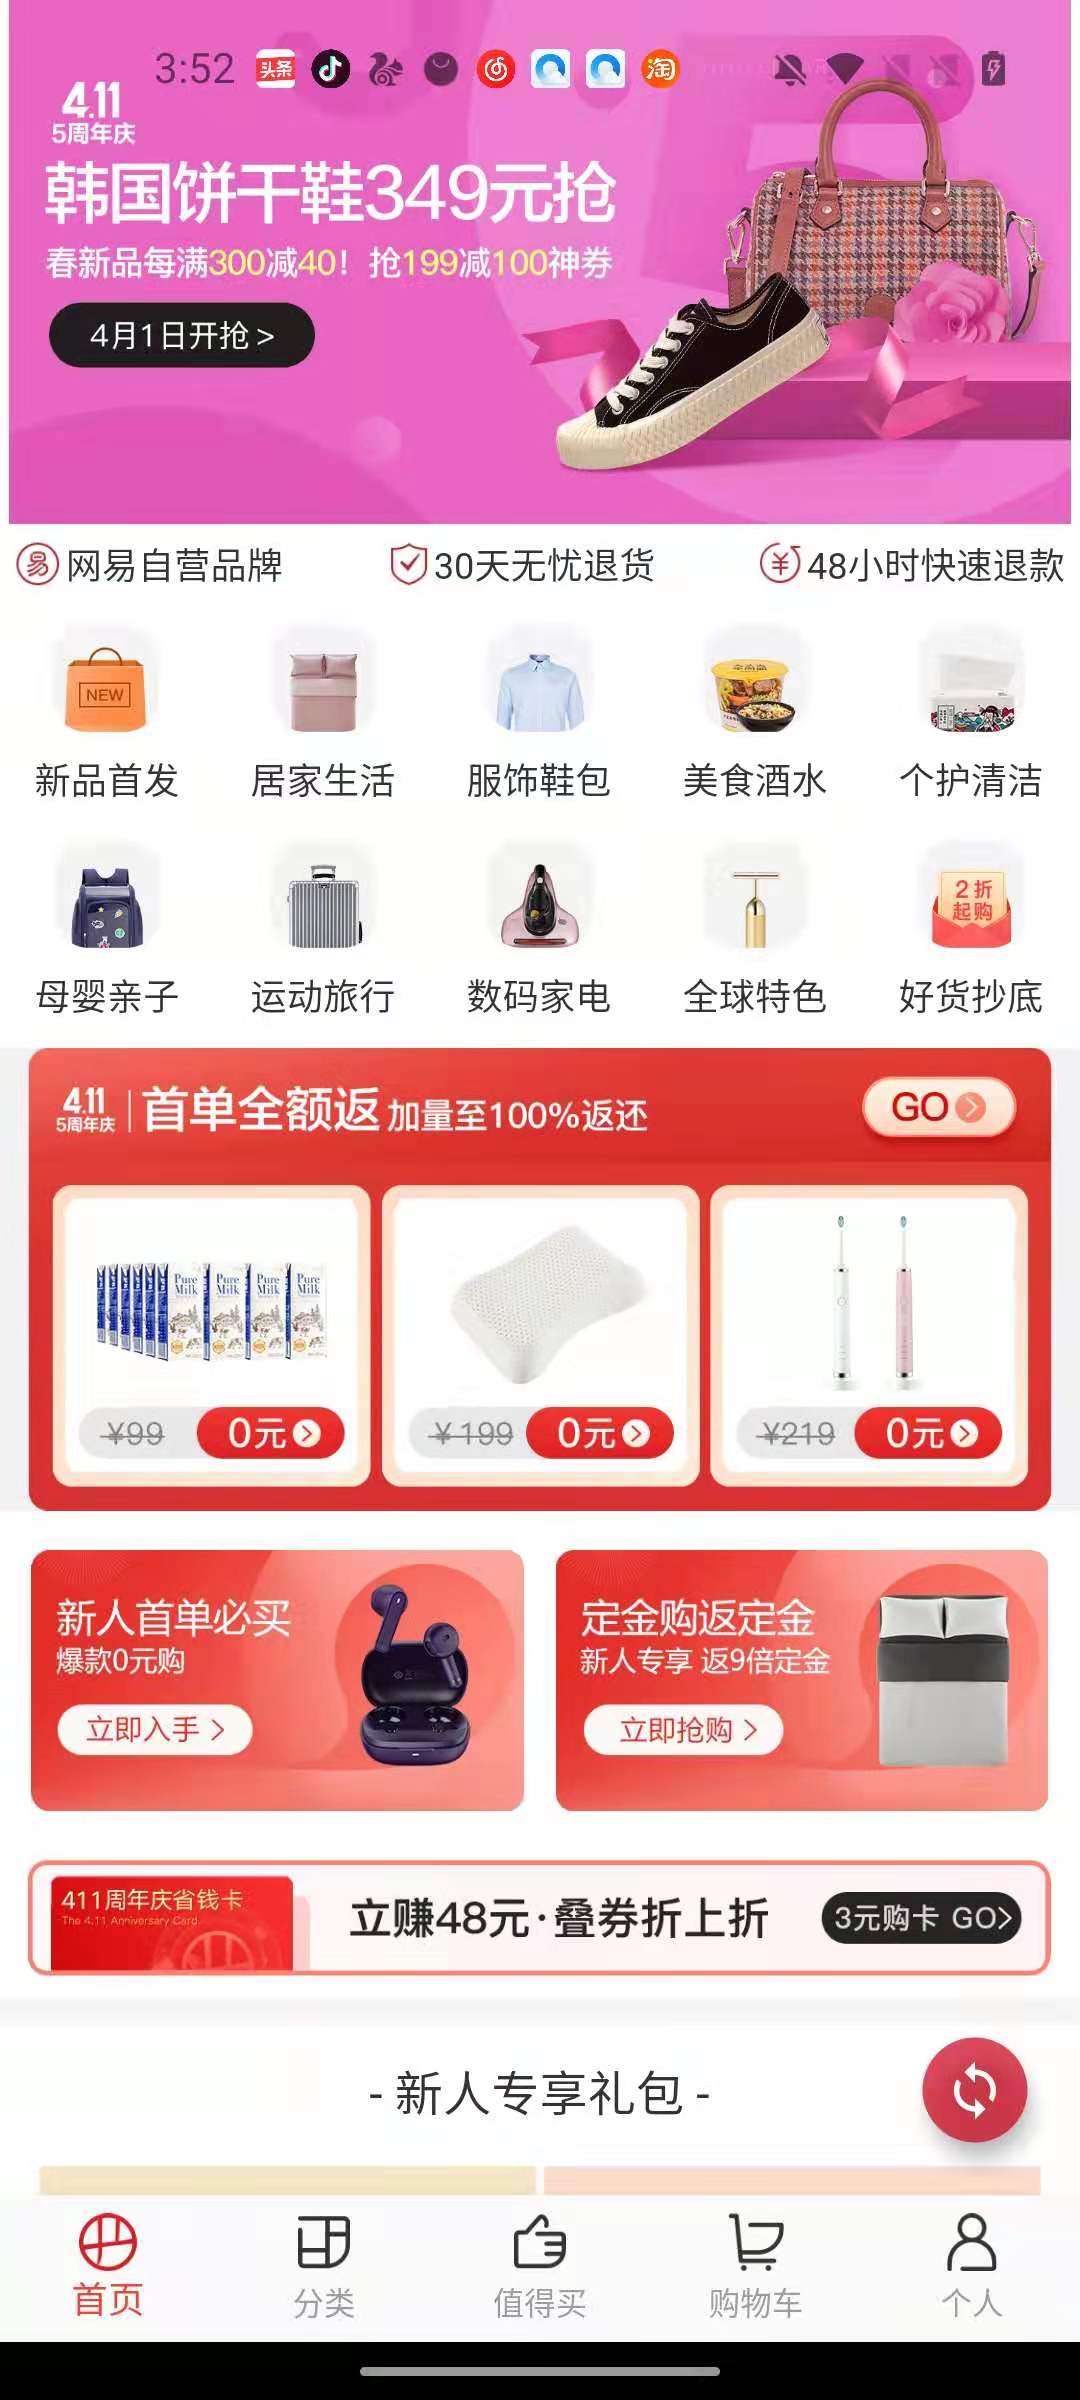 3:52
头条
淘
4.11
5周年庆
韩国饼干鞋349元抢
春新品每满300减40！抢199减100神券
4月1日开抢 >
网易自营品牌
30天无忧退货
48小时快速退款
NEW
新品首发
居家生活
服饰鞋包
美食酒水
个护清洁
2折
起购
母婴亲子
运动旅行
数码家电
全球特色
好货抄底
4.11
5周年庆
首单全额返 加量至100%返还
GO
Pure Milk Pure Milk Pure Milk Pure Milk
¥99 0元
¥199 0元
¥219 0元
新人首单必买
爆款0元购
立即入手 >
定金购返定金
新人专享 返9倍定金
立即抢购 >
411周年庆省钱卡
The 4.11 Anniversary Card
立赚48元·叠券折上折
3元购卡 GO>
- 新人专享礼包 -
首页
分类
值得买
购物车
个人